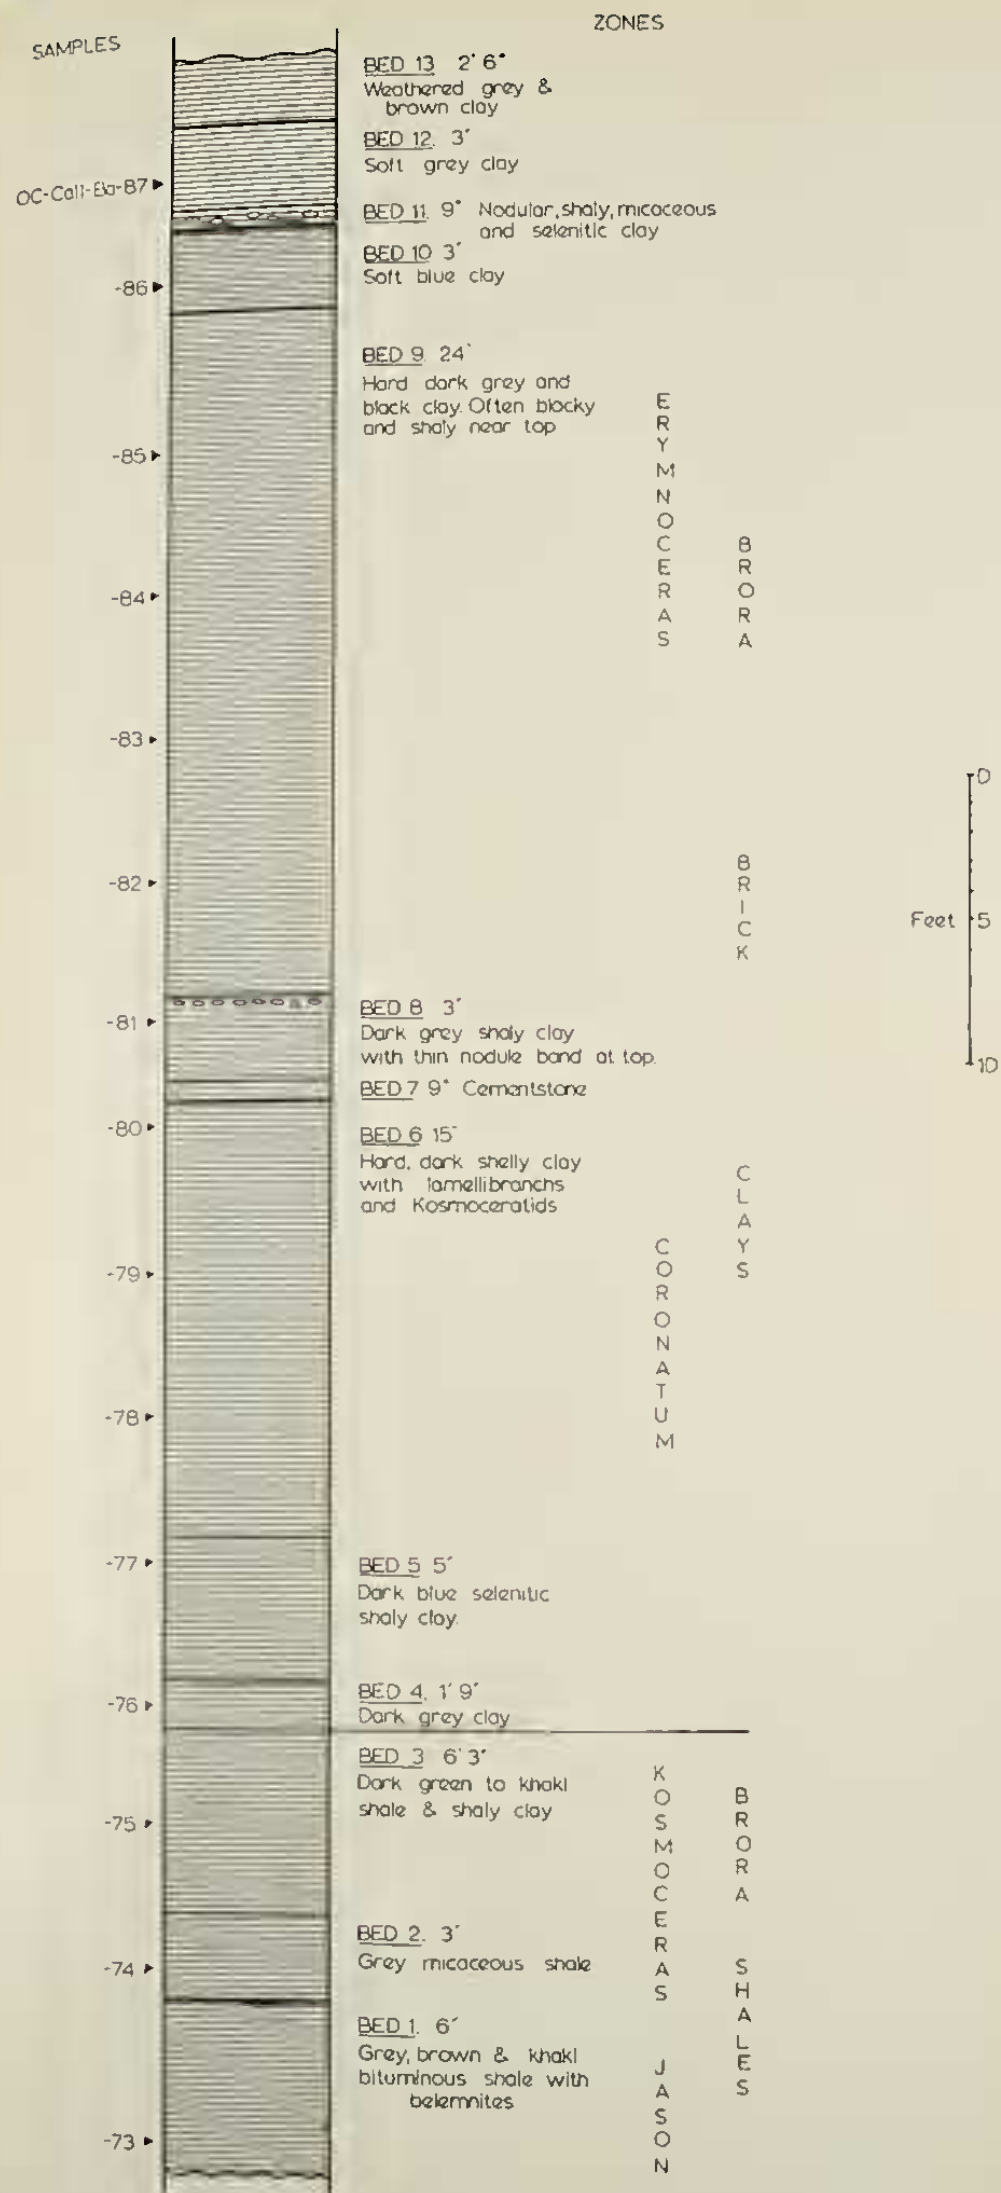 ZONES
SAMPLES
BED 13 2' 6"
Weathered grey &
brown clay
BED 12. 3'
Soft grey clay
OC-Call-Bo-87
BED 11. 9" Nodular, shaly, micaceous
and selenitic clay
BED 10 3'
Soft blue clay
-86
BED 9. 24'
Hard dark grey and
black clay. Often blocky
and shaly near top
-85
-84
ERYMNOCERAS
BRORA
-83
-82
BRICK
0
Feet 5
10
BED 8 3'
Dark grey shaly clay
with thin nodule band at top.
-81
BED 7 9" Cementstone
-80
BED 6 15'
Hard, dark shelly clay
with lamellibranchs
and Kosmoceratids
CLAYS
-79
CORONATUM
-78
-77
BED 5 5'
Dark blue selenitic
shaly clay.
-76
BED 4. 1' 9"
Dark grey clay
BED 3 6' 3"
Dark green to khaki
shale & shaly clay
-75
KOSMOCERAS
BRORA
BED 2. 3'
Grey micaceous shale
-74
SHALES
BED 1. 6'
Grey, brown & khaki
bituminous shale with
belemnites
JASON
-73